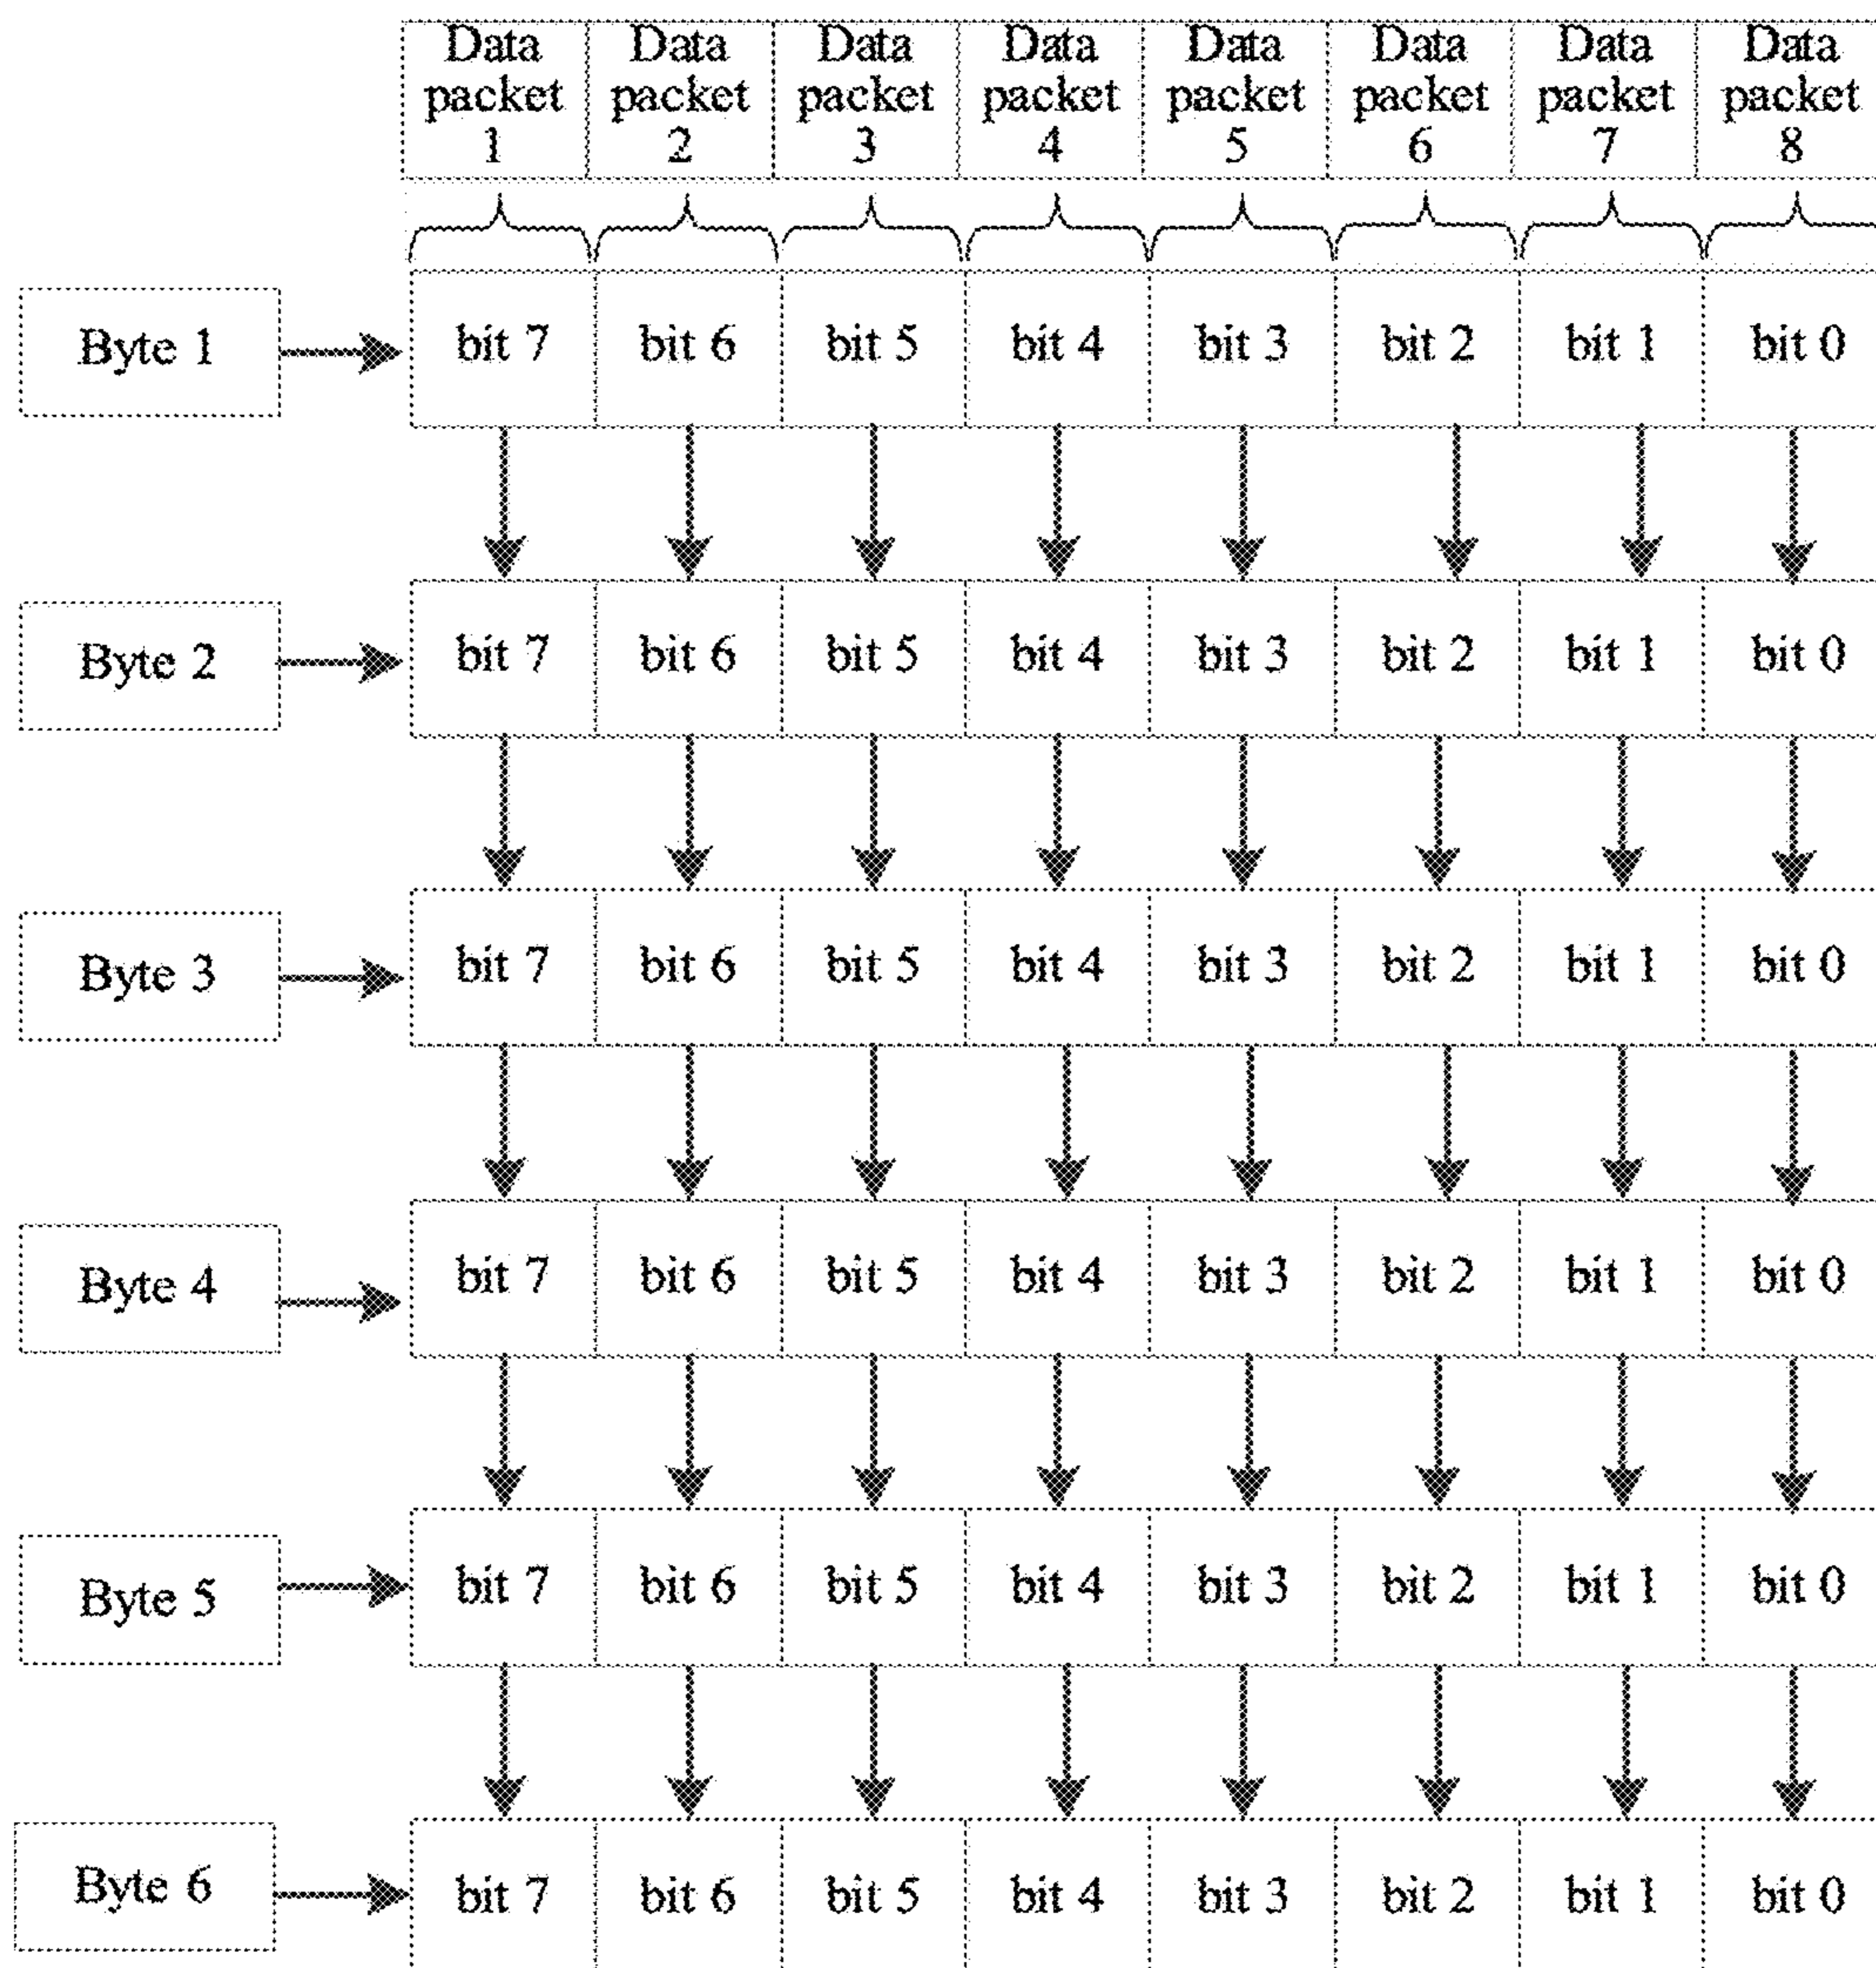 Data packet 1 Data packet 2 Data packet 3 Data packet 4 Data packet 5 Data packet 6 Data packet 7 Data packet 8
Byte 1 bit 7 bit 6 bit 5 bit 4 bit 3 bit 2 bit 1 bit 0
Byte 2 bit 7 bit 6 bit 5 bit 4 bit 3 bit 2 bit 1 bit 0
Byte 3 bit 7 bit 6 bit 5 bit 4 bit 3 bit 2 bit 1 bit 0
Byte 4 bit 7 bit 6 bit 5 bit 4 bit 3 bit 2 bit 1 bit 0
Byte 5 bit 7 bit 6 bit 5 bit 4 bit 3 bit 2 bit 1 bit 0
Byte 6 bit 7 bit 6 bit 5 bit 4 bit 3 bit 2 bit 1 bit 0